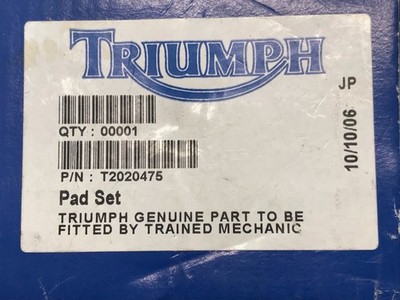 TRIUMPH
JP
10/10/06
QTY : 00001
P/N : T2020475
Pad Set
TRIUMPH GENUINE PART TO BE
FITTED BY TRAINED MECHANIC